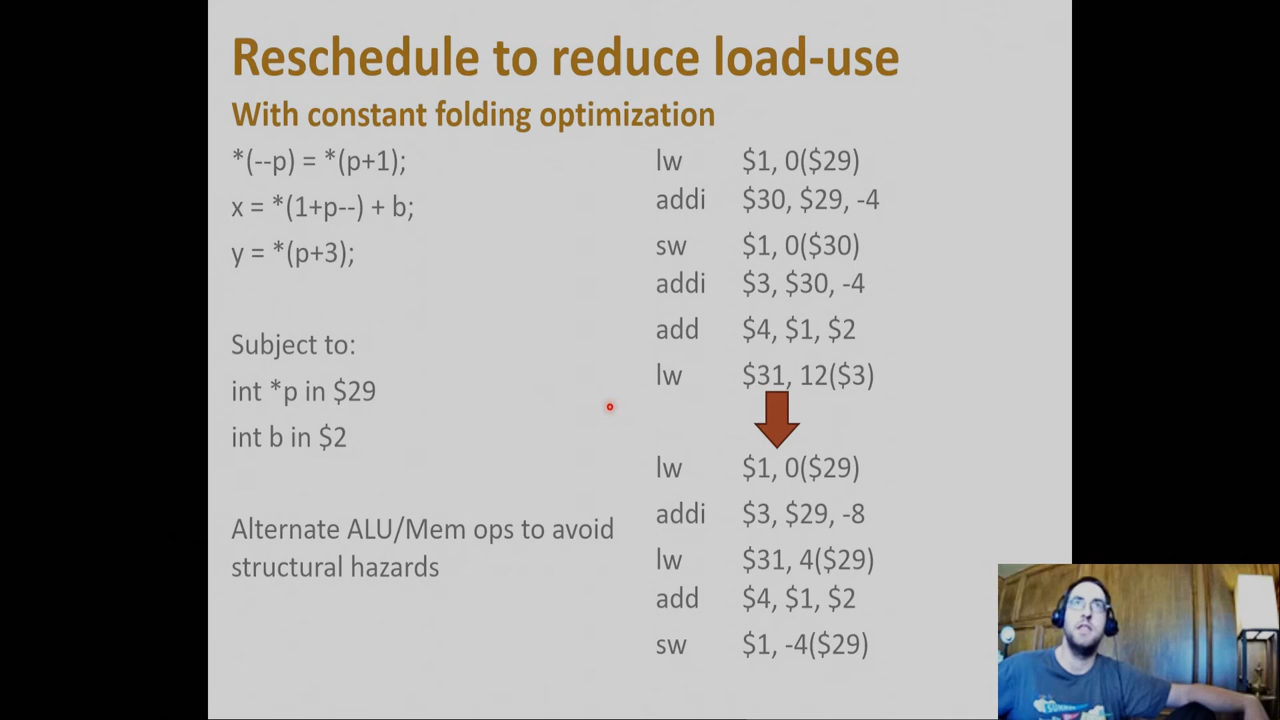 Reschedule to reduce load-use
With constant folding optimization
*(--p) = *(p+1);
x = *(1+p--) + b;
y = *(p+3);
Subject to:
int *p in $29
int b in $2
Alternate ALU/Mem ops to avoid
structural hazards
lw $1, 0($29)
addi $30, $29, -4
sw $1, 0($30)
addi $3, $30, -4
add $4, $1, $2
lw $31, 12($3)
lw $1, 0($29)
addi $3, $29, -8
lw $31, 4($29)
add $4, $1, $2
sw $1, -4($29)